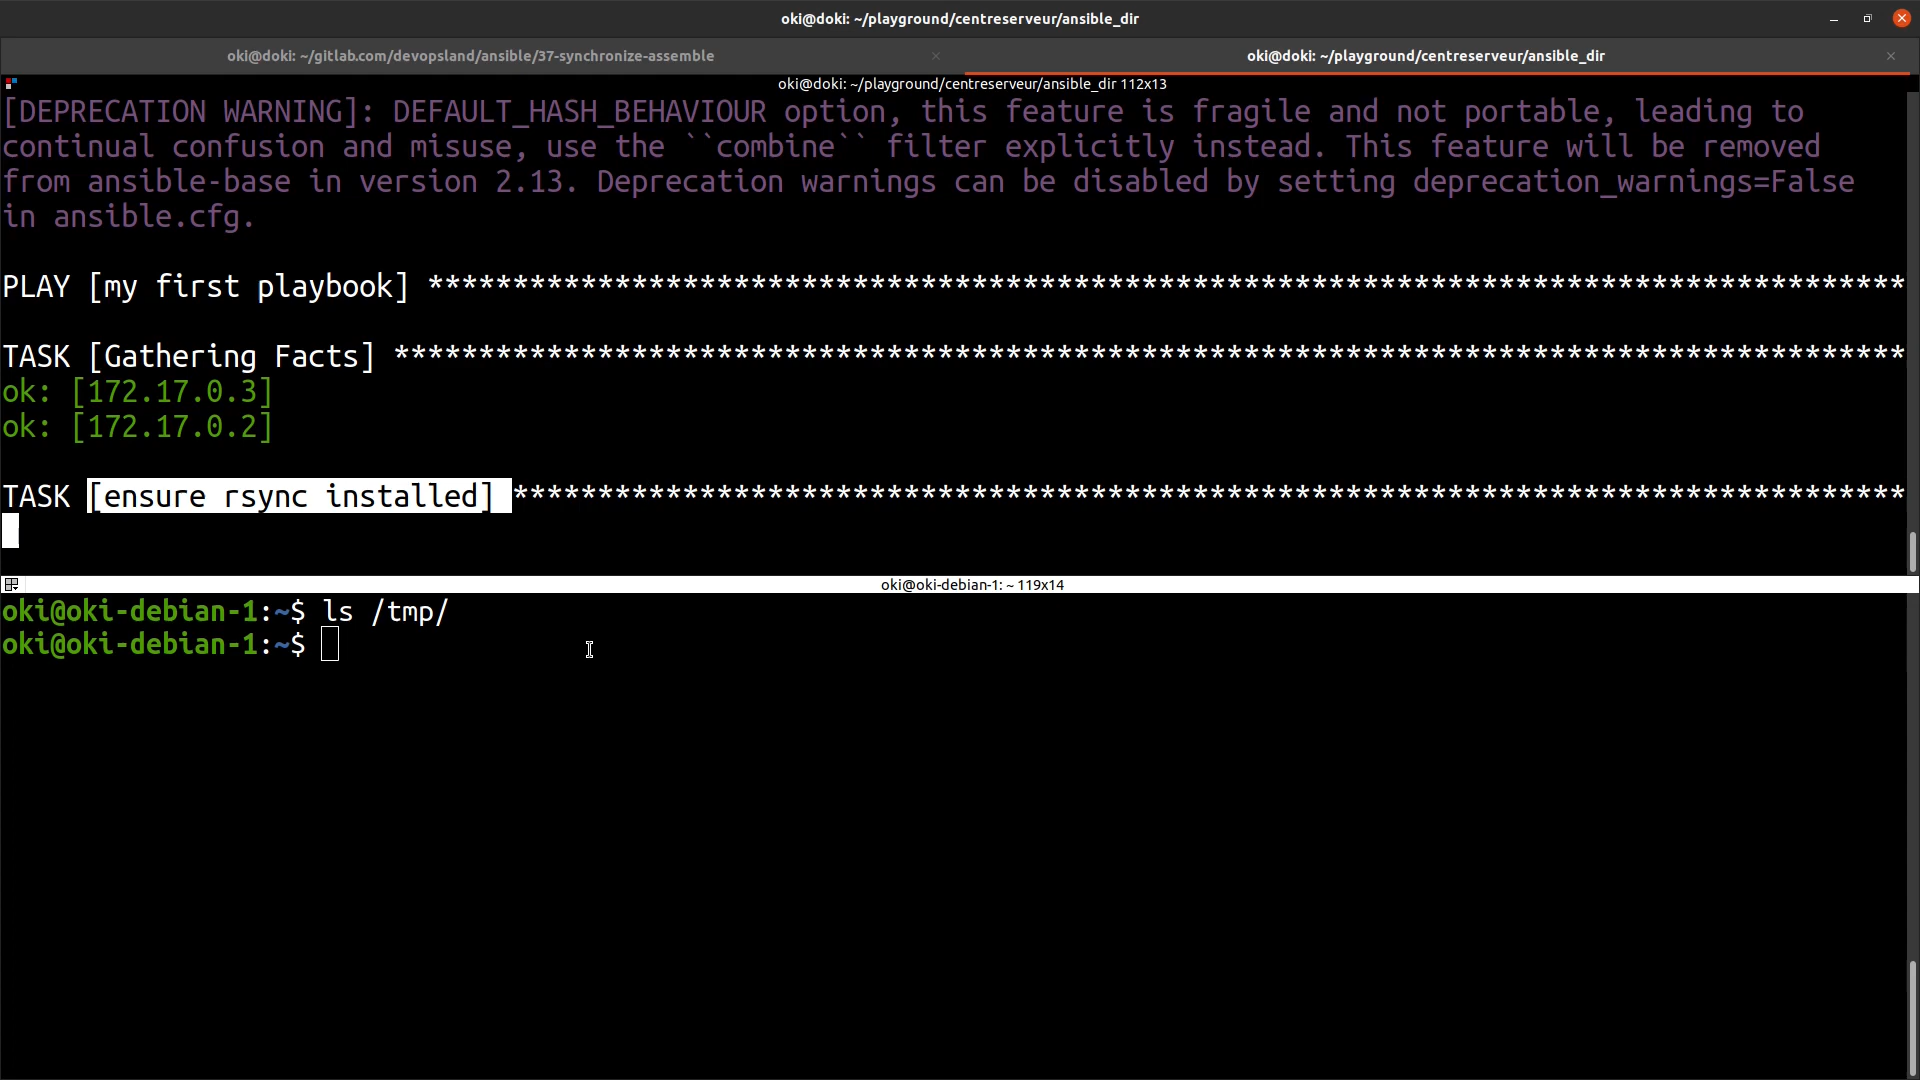 oki@doki: ~/playground/centreserveur/ansible_dir
oki@doki: ~/gitlab.com/devopsland/ansible/37-synchronize-assemble
oki@doki: ~/playground/centreserveur/ansible_dir
oki@doki: ~/playground/centreserveur/ansible_dir 112x13
[DEPRECATION WARNING]: DEFAULT_HASH_BEHAVIOUR option, this feature is fragile and not portable, leading to
continual confusion and misuse, use the ``combine`` filter explicitly instead. This feature will be removed
from ansible-base in version 2.13. Deprecation warnings can be disabled by setting deprecation_warnings=False
in ansible.cfg.
PLAY [my first playbook] ***************************************************************************************
TASK [Gathering Facts] *****************************************************************************************
ok: [172.17.0.3]
ok: [172.17.0.2]
TASK [ensure rsync installed] **********************************************************************************
oki@oki-debian-1: ~ 119x14
oki@oki-debian-1:~$ ls /tmp/
oki@oki-debian-1:~$